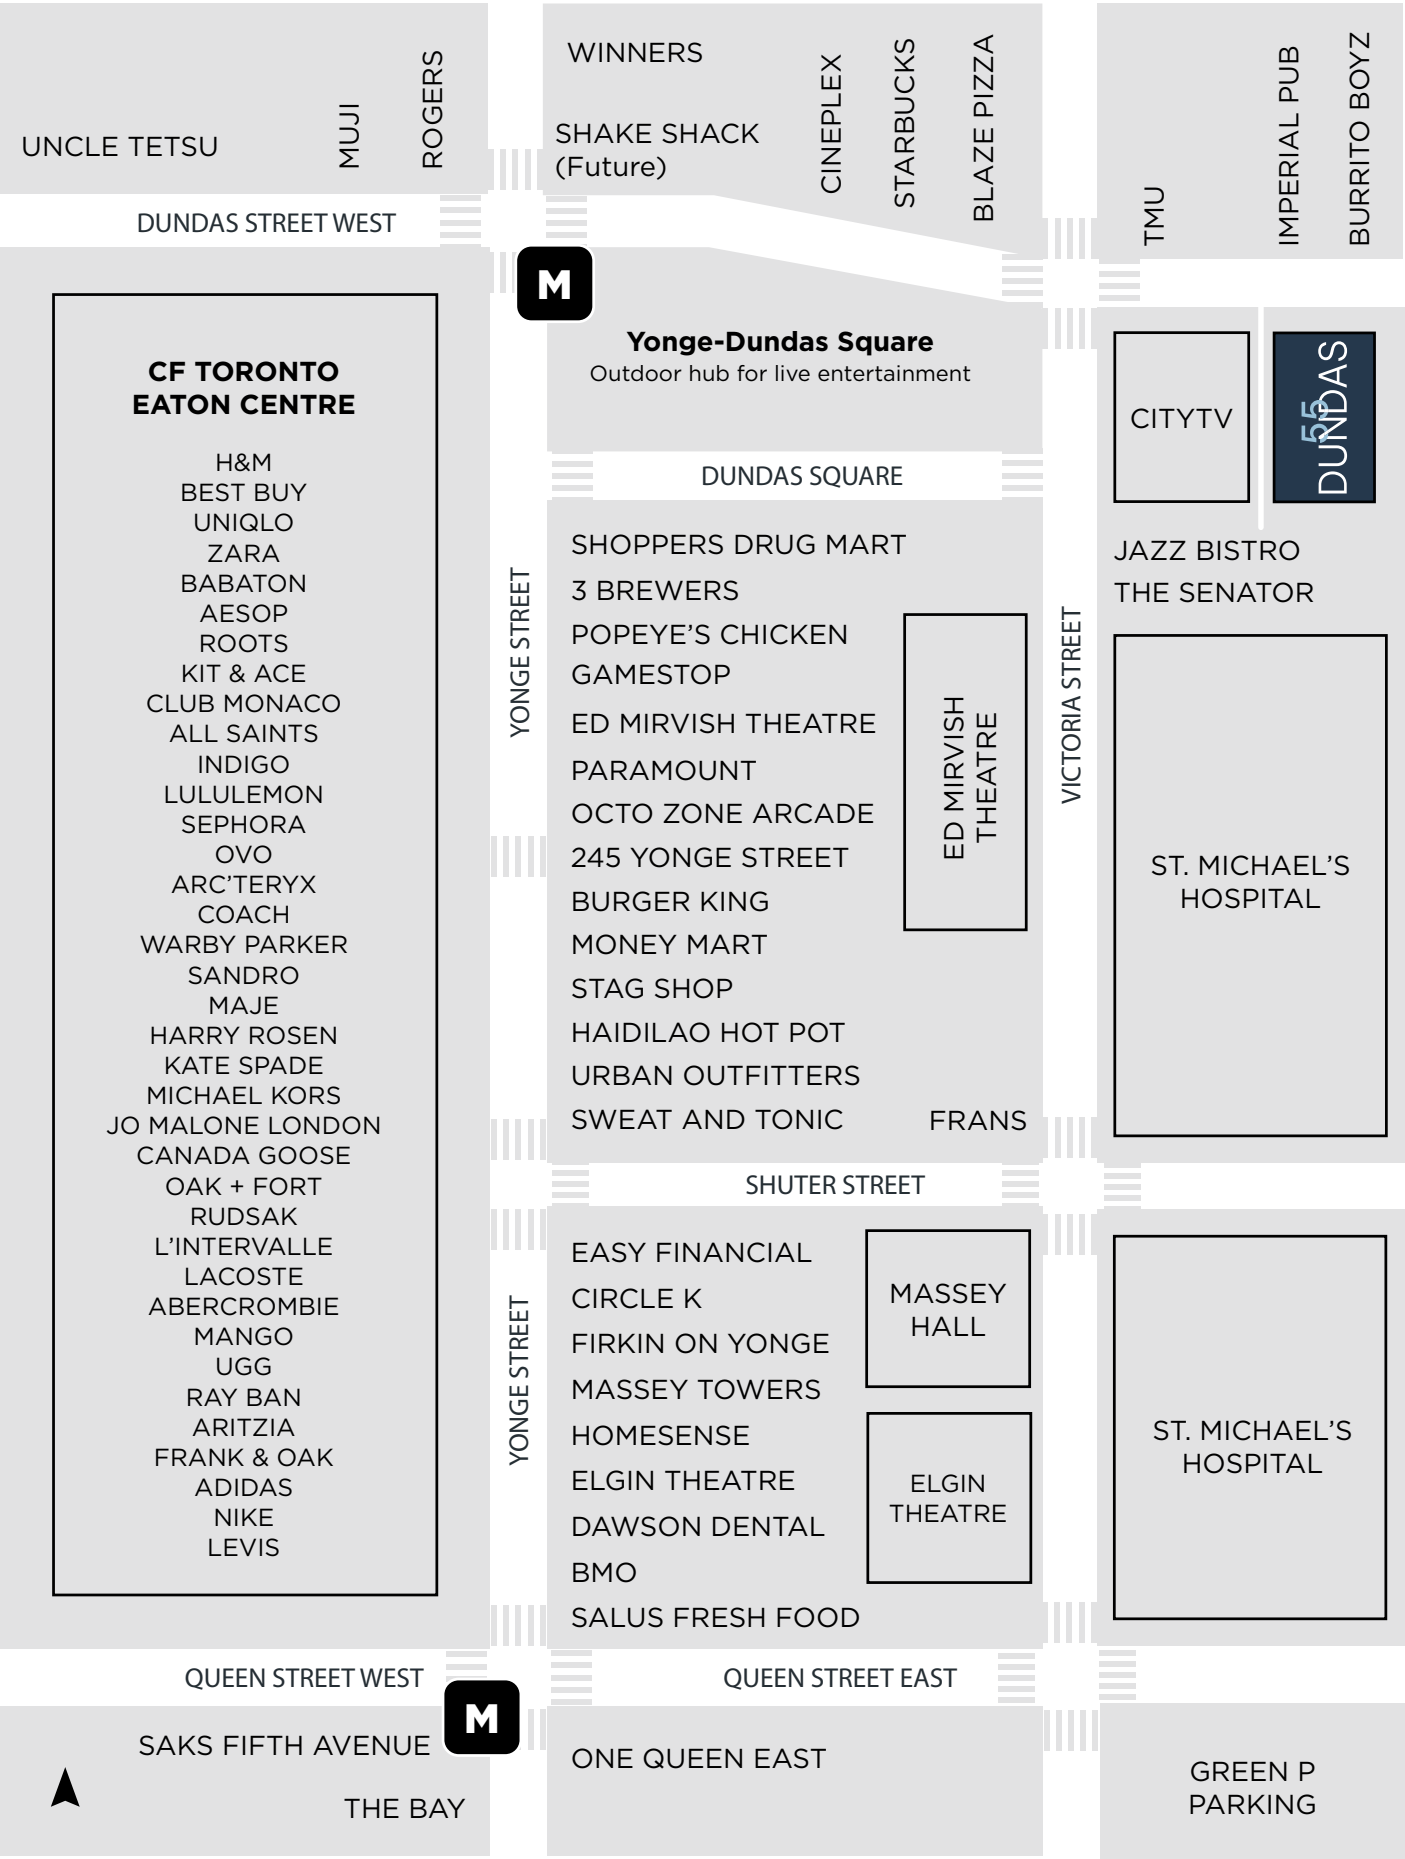 UNCLE TETSU
MUJI
ROGERS
WINNERS
SHAKE SHACK
(Future)
CINEPLEX
STARBUCKS
BLAZE PIZZA
TMU
IMPERIAL PUB
BURRITO BOYZ
DUNDAS STREET WEST
M
CF TORONTO
EATON CENTRE
H&M
BEST BUY
UNIQLO
ZARA
BABATON
AESOP
ROOTS
KIT & ACE
CLUB MONACO
ALL SAINTS
INDIGO
LULULEMON
SEPHORA
OVO
ARC'TERYX
COACH
WARBY PARKER
SANDRO
MAJE
HARRY ROSEN
KATE SPADE
MICHAEL KORS
JO MALONE LONDON
CANADA GOOSE
OAK + FORT
RUDSAK
L'INTERVALLE
LACOSTE
ABERCROMBIE
MANGO
UGG
RAY BAN
ARITZIA
FRANK & OAK
ADIDAS
NIKE
LEVIS
YONGE STREET
YONGE STREET
Yonge-Dundas Square
Outdoor hub for live entertainment
DUNDAS SQUARE
SHOPPERS DRUG MART
3 BREWERS
POPEYE’S CHICKEN
GAMESTOP
ED MIRVISH THEATRE
PARAMOUNT
OCTO ZONE ARCADE
245 YONGE STREET
BURGER KING
MONEY MART
STAG SHOP
HAIDILAO HOT POT
URBAN OUTFITTERS
SWEAT AND TONIC
FRANS
ED MIRVISH
THEATRE
VICTORIA STREET
CITYTV
55
DUNDAS
JAZZ BISTRO
THE SENATOR
ST. MICHAEL’S
HOSPITAL
SHUTER STREET
EASY FINANCIAL
CIRCLE K
FIRKIN ON YONGE
MASSEY TOWERS
HOMESENSE
ELGIN THEATRE
DAWSON DENTAL
BMO
SALUS FRESH FOOD
MASSEY
HALL
ELGIN
THEATRE
ST. MICHAEL’S
HOSPITAL
QUEEN STREET WEST
QUEEN STREET EAST
M
SAKS FIFTH AVENUE
THE BAY
ONE QUEEN EAST
GREEN P
PARKING